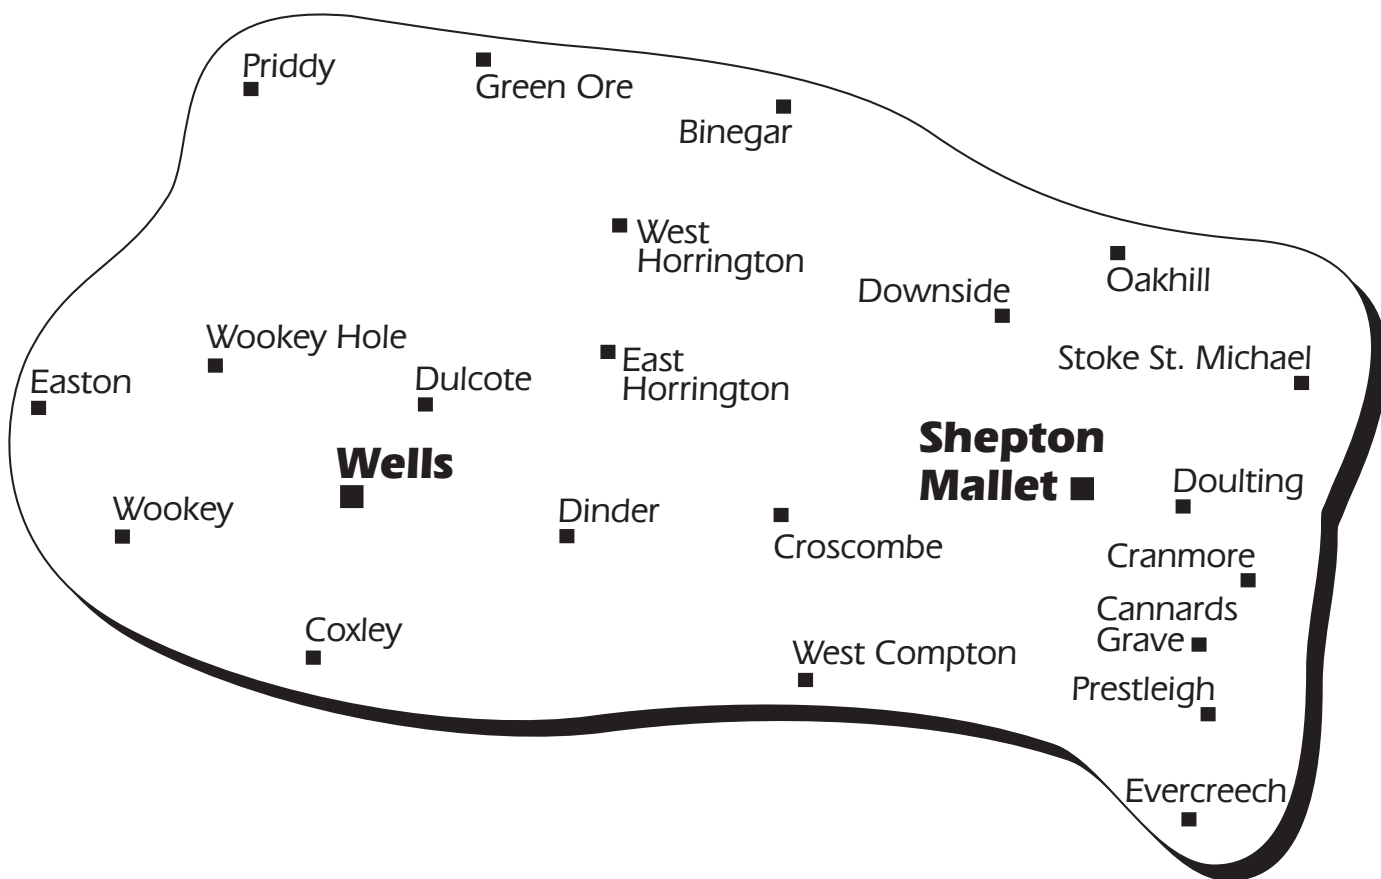 Priddy
Green Ore
Binegar
West
Horrington
Oakhill
Downside
Wookey Hole
Stoke St. Michael
East
Horrington
Easton
Dulcote
Shepton
Mallet
Wells
Doulting
Wookey
Dinder
Croscombe
Cranmore
Cannards
Grave
Coxley
West Compton
Prestleigh
Evercreech